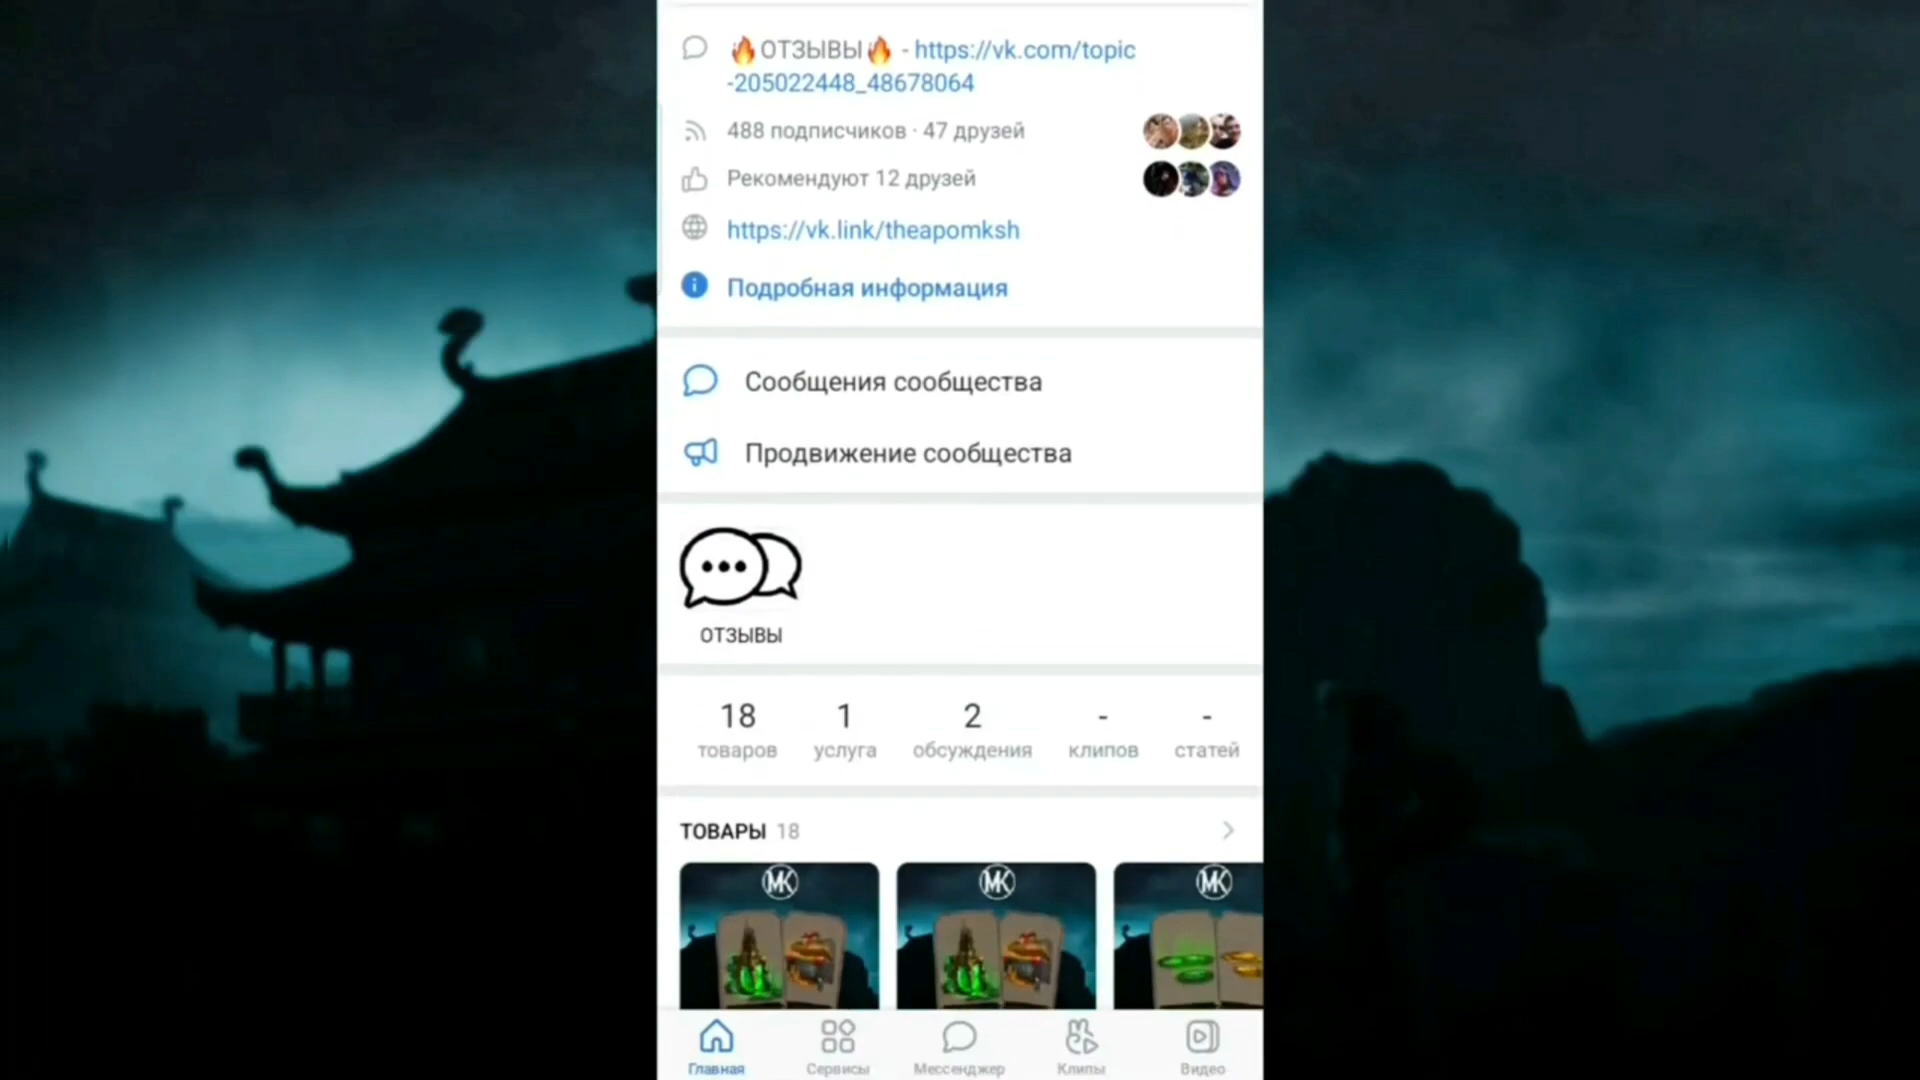 🔥ОТЗЫВЫ🔥 - https://vk.com/topic
-205022448_48678064
488 подписчиков · 47 друзей
Рекомендуют 12 друзей
https://vk.link/theapomksh
Подробная информация
Сообщения сообщества
Продвижение сообщества
ОТЗЫВЫ
18 1 2 - -
товаров услуга обсуждения клипов статей
ТОВАРЫ 18
MK MK MK
Главная Сервисы Мессенджер Клипы Видео